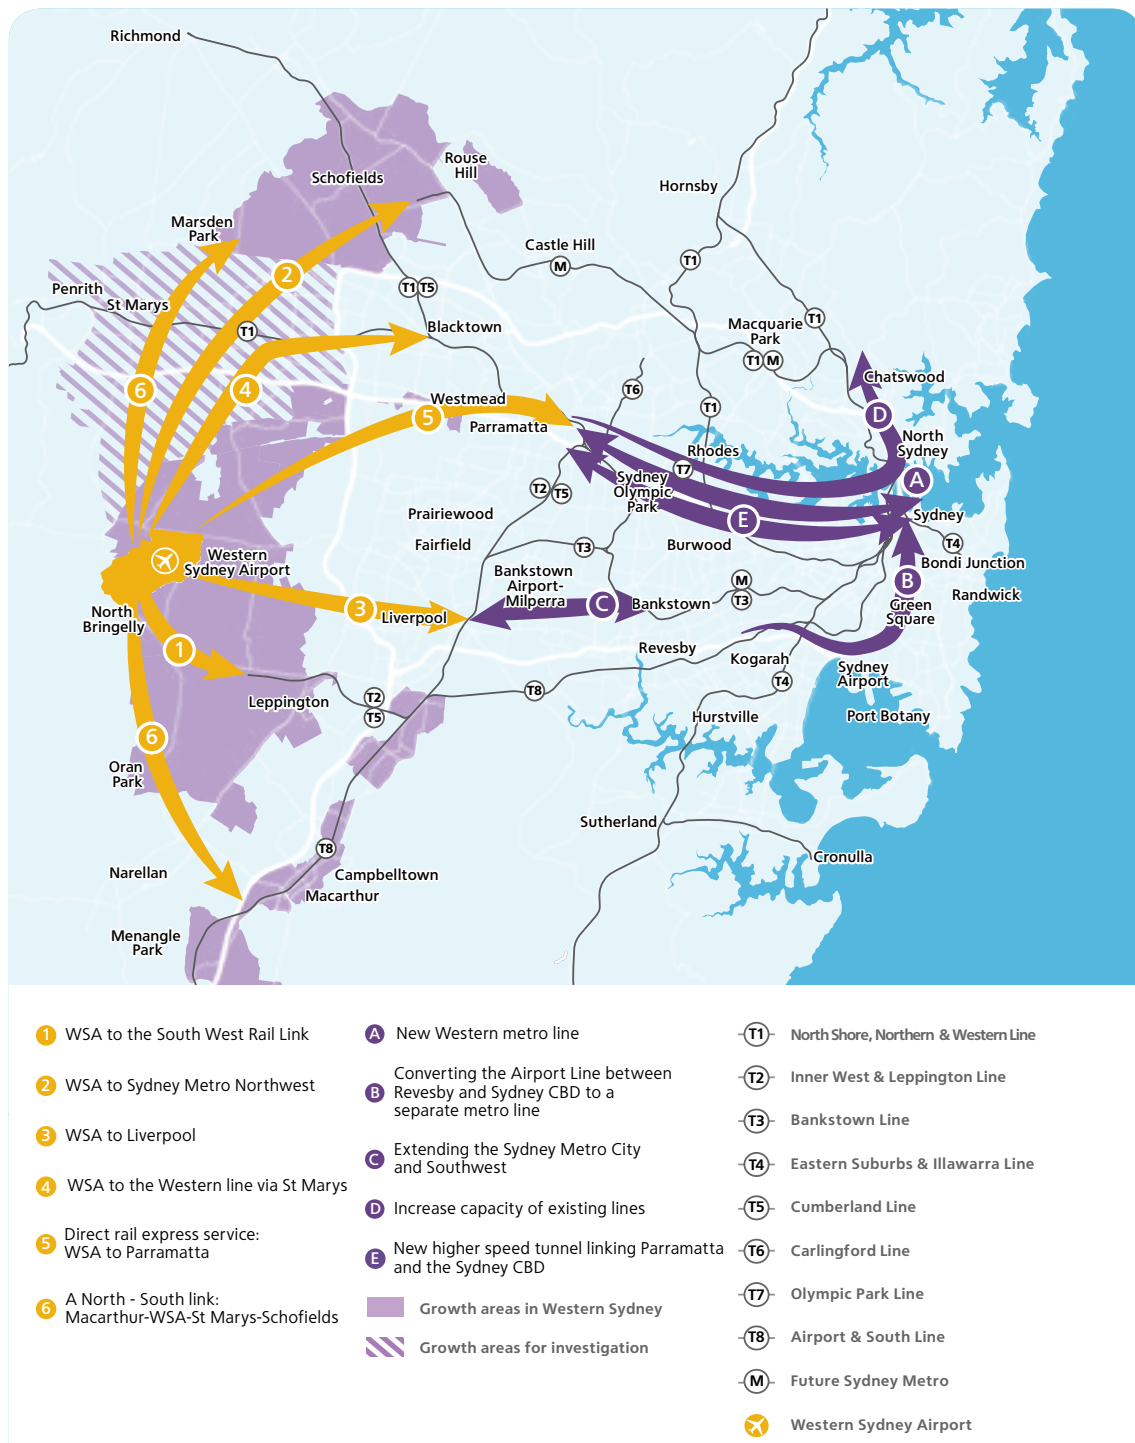 Richmond
Rouse
Hill
Schofields
Hornsby
Marsden
Park
Castle Hill
M
T1
2
Penrith
St Marys
T1
T5
T1
T1
Blacktown
Macquarie
Park
T1
M
6
4
T6
Chatswood
Westmead
5
T1
D
Parramatta
North
Sydney
Rhodes
T7
A
Sydney
Olympic
Park
T2
T5
Prairiewood
E
Sydney
Fairfield
T3
Burwood
T4
Western
Sydney Airport
Bankstown
Airport-
Milperra
Bondi Junction
M
T3
B
Randwick
North
Bringelly
3
Liverpool
C
Bankstown
Green
Square
1
Revesby
Kogarah
Sydney
Airport
T4
Leppington
T2
T5
T8
Hurstville
Port Botany
6
Oran
Park
Sutherland
T8
Cronulla
Narellan
Campbelltown
Macarthur
Menangle
Park
1 WSA to the South West Rail Link
2 WSA to Sydney Metro Northwest
3 WSA to Liverpool
4 WSA to the Western line via St Marys
5 Direct rail express service:
WSA to Parramatta
6 A North - South link:
Macarthur-WSA-St Marys-Schofields
A New Western metro line
B Converting the Airport Line between
Revesby and Sydney CBD to a
separate metro line
C Extending the Sydney Metro City
and Southwest
D Increase capacity of existing lines
E New higher speed tunnel linking Parramatta
and the Sydney CBD
Growth areas in Western Sydney
Growth areas for investigation
T1 North Shore, Northern & Western Line
T2 Inner West & Leppington Line
T3 Bankstown Line
T4 Eastern Suburbs & Illawarra Line
T5 Cumberland Line
T6 Carlingford Line
T7 Olympic Park Line
T8 Airport & South Line
M Future Sydney Metro
Western Sydney Airport